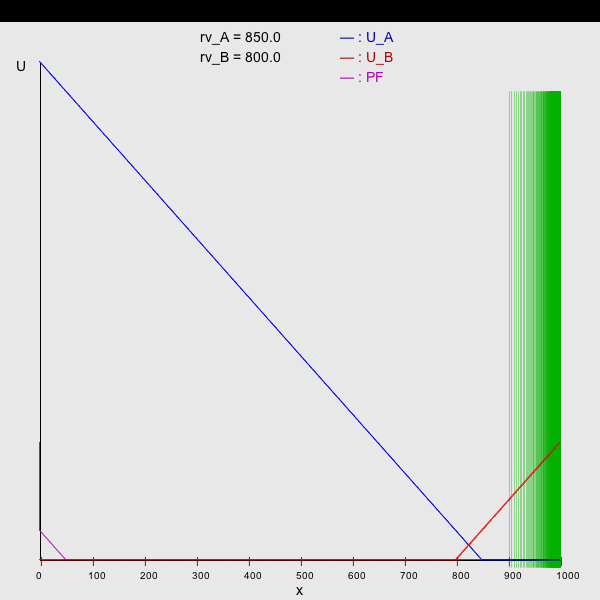 rv_A = 850.0 — : U_A
rv_B = 800.0 — : U_B
— : PF
U
0 100 200 300 400 500 600 700 800 900 1000
x